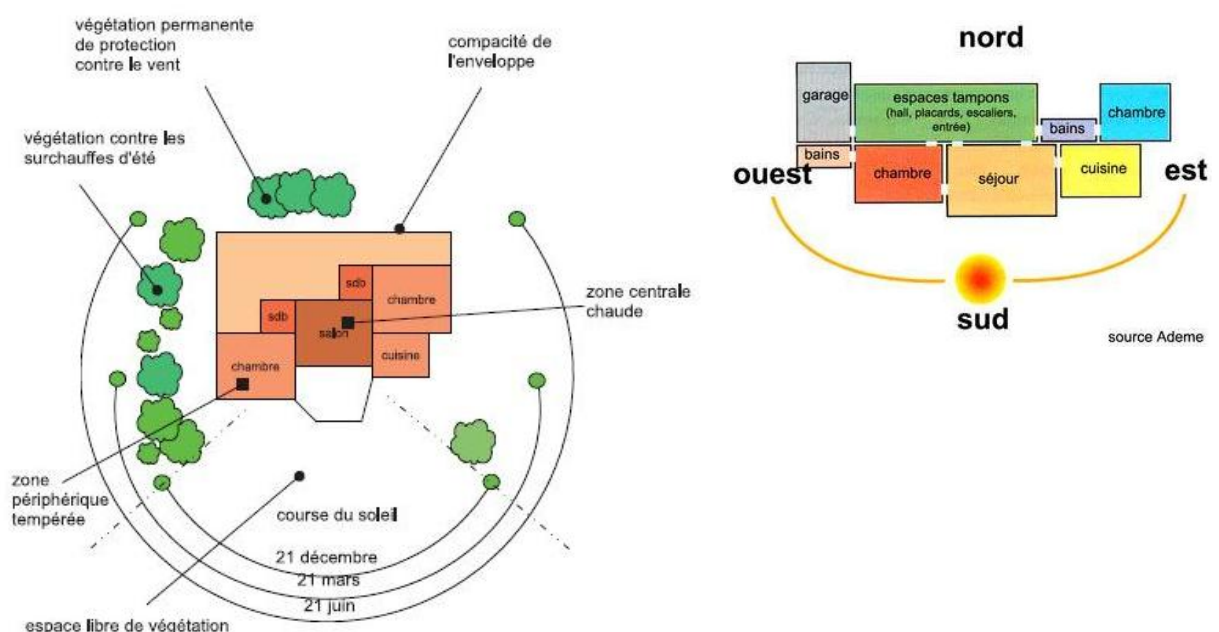 végétation permanente
de protection
contre le vent
compacité de
l'enveloppe
végétation contre les
surchauffes d'été
sdb
chambre
zone centrale
chaude
sdb
salon
chambre
cuisine
zone
périphérique
tempérée
course du soleil
21 décembre
21 mars
21 juin
espace libre de végétation
nord
garage
espaces tampons
(hall, placards, escaliers,
entrée)
bains
chambre
bains
ouest
chambre
séjour
cuisine
est
sud
source Ademe